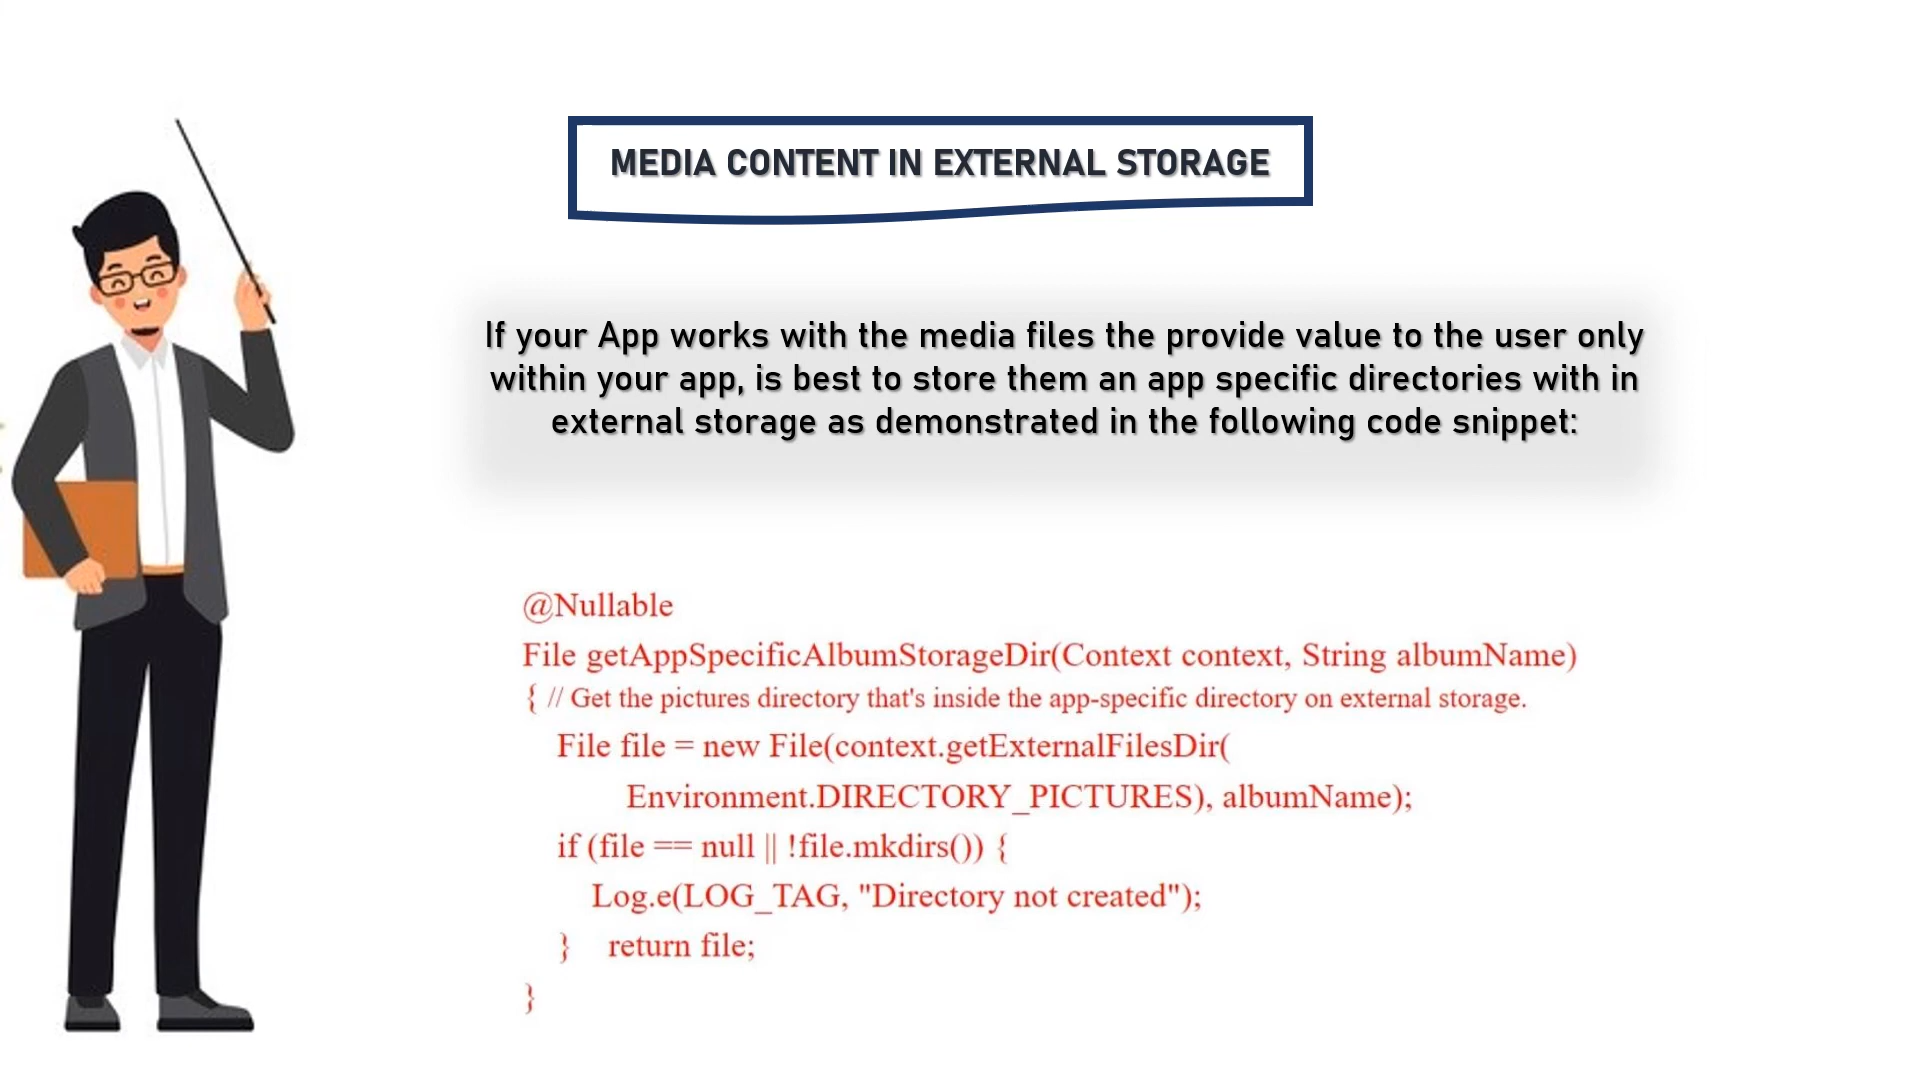 MEDIA CONTENT IN EXTERNAL STORAGE
If your App works with the media files the provide value to the user only
within your app, is best to store them an app specific directories with in
external storage as demonstrated in the following code snippet:
@Nullable
File getAppSpecificAlbumStorageDir(Context context, String albumName)
{ // Get the pictures directory that's inside the app-specific directory on external storage.
File file = new File(context.getExternalFilesDir(
Environment.DIRECTORY_PICTURES), albumName);
if (file == null || !file.mkdirs()) {
Log.e(LOG_TAG, "Directory not created");
} return file;
}